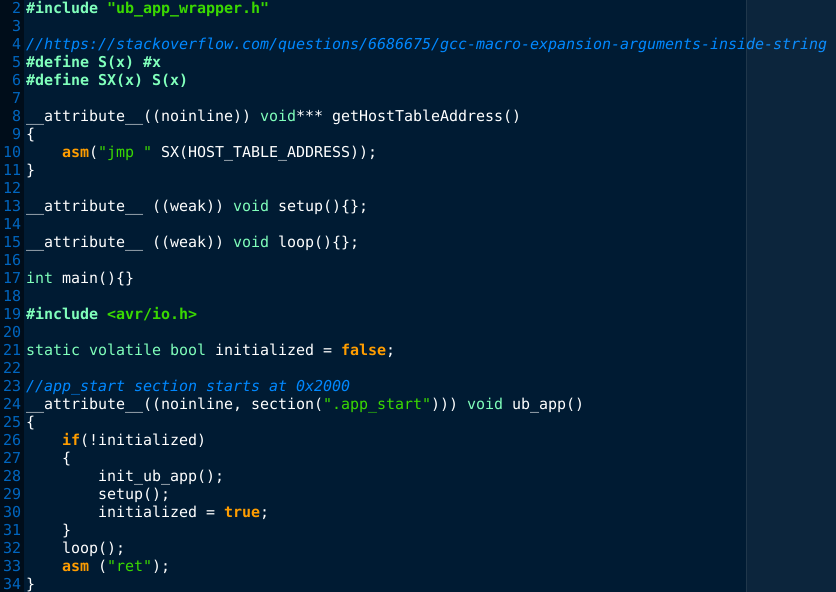 2 #include "ub_app_wrapper.h"
3
4 //https://stackoverflow.com/questions/6686675/gcc-macro-expansion-arguments-inside-string
5 #define S(x) #x
6 #define SX(x) S(x)
7
8 __attribute__((noinline)) void*** getHostTableAddress()
9 {
10     asm("jmp " SX(HOST_TABLE_ADDRESS));
11 }
12
13 __attribute__ ((weak)) void setup(){};
14
15 __attribute__ ((weak)) void loop(){};
16
17 int main(){}
18
19 #include <avr/io.h>
20
21 static volatile bool initialized = false;
22
23 //app_start section starts at 0x2000
24 __attribute__((noinline, section(".app_start"))) void ub_app()
25 {
26     if(!initialized)
27     {
28         init_ub_app();
29         setup();
30         initialized = true;
31     }
32     loop();
33     asm ("ret");
34 }